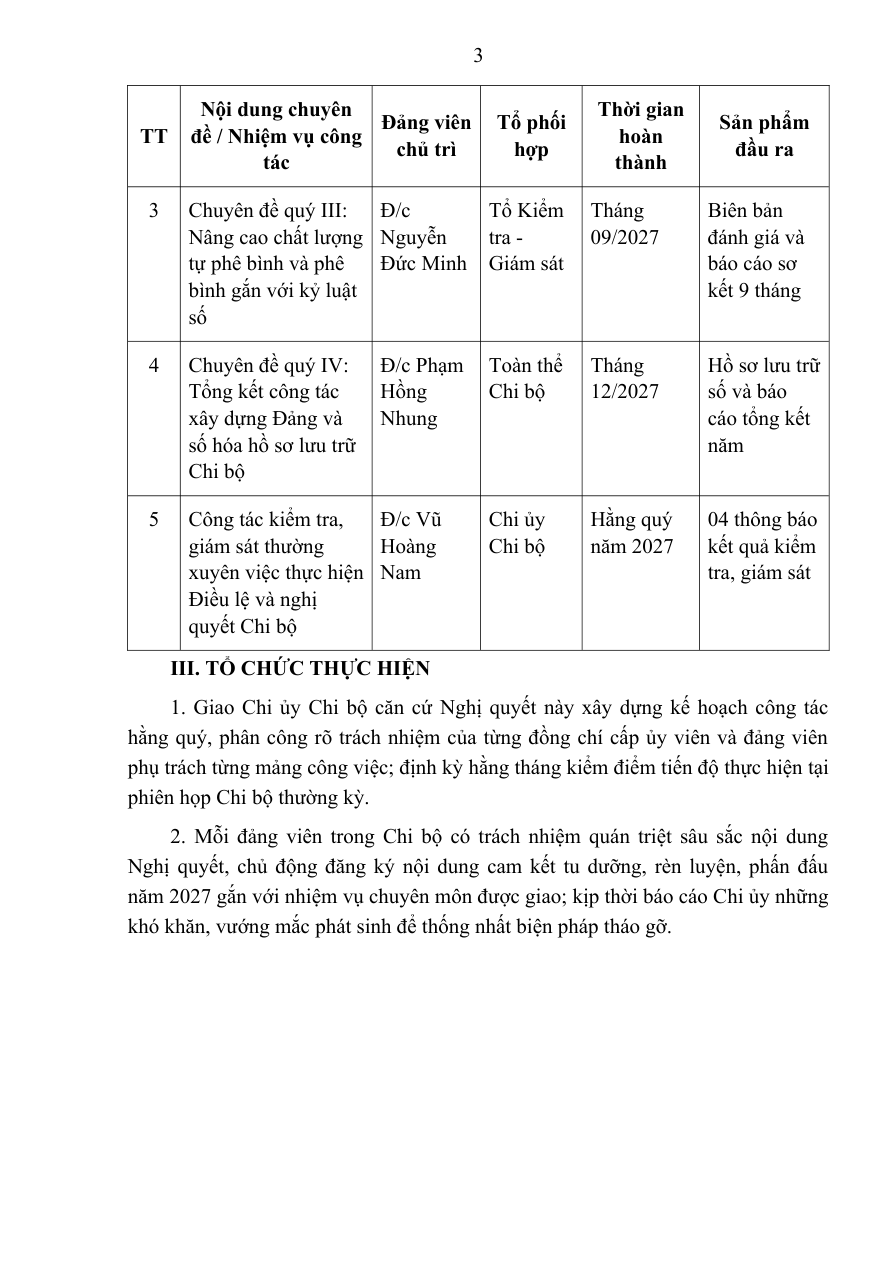 3
TT
Nội dung chuyên
đề / Nhiệm vụ công
tác
Đảng viên
chủ trì
Tổ phối
hợp
Thời gian
hoàn
thành
Sản phẩm
đầu ra
3
Chuyên đề quý III:
Nâng cao chất lượng
tự phê bình và phê
bình gắn với kỷ luật
số
Đ/c
Nguyễn
Đức Minh
Tổ Kiểm
tra -
Giám sát
Tháng
09/2027
Biên bản
đánh giá và
báo cáo sơ
kết 9 tháng
4
Chuyên đề quý IV:
Tổng kết công tác
xây dựng Đảng và
số hóa hồ sơ lưu trữ
Chi bộ
Đ/c Phạm
Hồng
Nhung
Toàn thể
Chi bộ
Tháng
12/2027
Hồ sơ lưu trữ
số và báo
cáo tổng kết
năm
5
Công tác kiểm tra,
giám sát thường
xuyên việc thực hiện
Điều lệ và nghị
quyết Chi bộ
Đ/c Vũ
Hoàng
Nam
Chi ủy
Chi bộ
Hằng quý
năm 2027
04 thông báo
kết quả kiểm
tra, giám sát
III. TỔ CHỨC THỰC HIỆN
1. Giao Chi ủy Chi bộ căn cứ Nghị quyết này xây dựng kế hoạch công tác
hằng quý, phân công rõ trách nhiệm của từng đồng chí cấp ủy viên và đảng viên
phụ trách từng mảng công việc; định kỳ hằng tháng kiểm điểm tiến độ thực hiện tại
phiên họp Chi bộ thường kỳ.
2. Mỗi đảng viên trong Chi bộ có trách nhiệm quán triệt sâu sắc nội dung
Nghị quyết, chủ động đăng ký nội dung cam kết tu dưỡng, rèn luyện, phấn đấu
năm 2027 gắn với nhiệm vụ chuyên môn được giao; kịp thời báo cáo Chi ủy những
khó khăn, vướng mắc phát sinh để thống nhất biện pháp tháo gỡ.